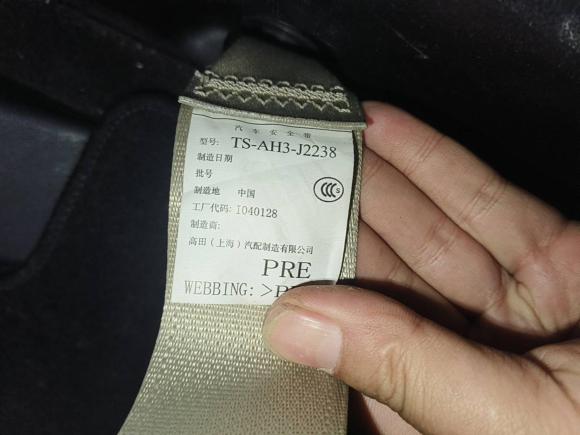 汽车安全带
型号: TS-AH3-J2238
制造日期
批号
制造地 中国
工厂代码: I040128
制造商:
高田(上海)汽配制造有限公司
PRE
WEBBING: >P